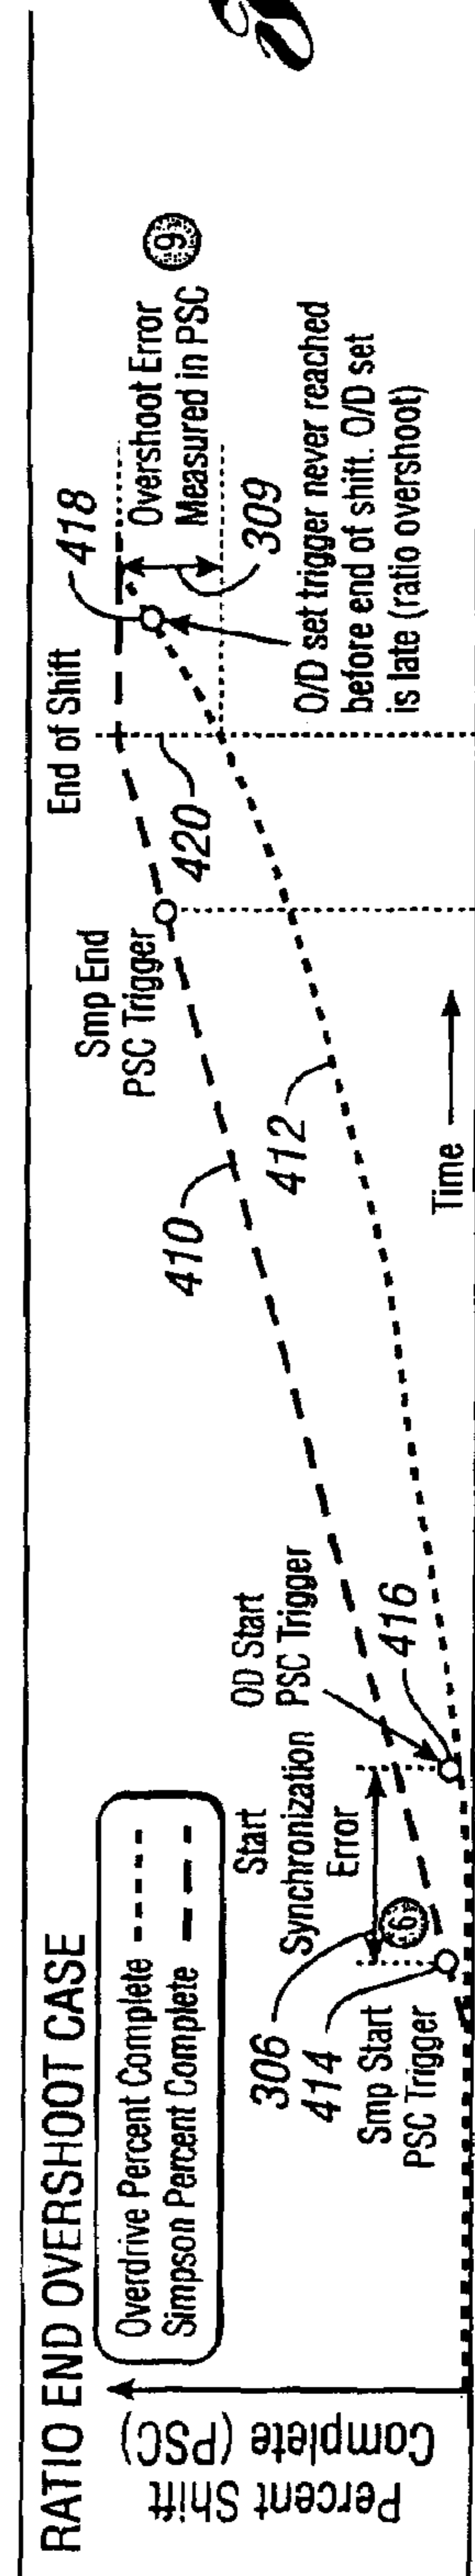 RATIO END OVERSHOOT CASE
Percent Shift
Complete (PSC)
Overdrive Percent Complete
Simpson Percent Complete
306
414
Smp Start
PSC Trigger
6
Start
Synchronization
Error
OD Start
PSC Trigger
416
410
412
Time
Smp End
PSC Trigger
420
End of Shift
418
Overshoot Error
Measured in PSC
9
309
O/D set trigger never reached
before end of shift. O/D set
is late (ratio overshoot)